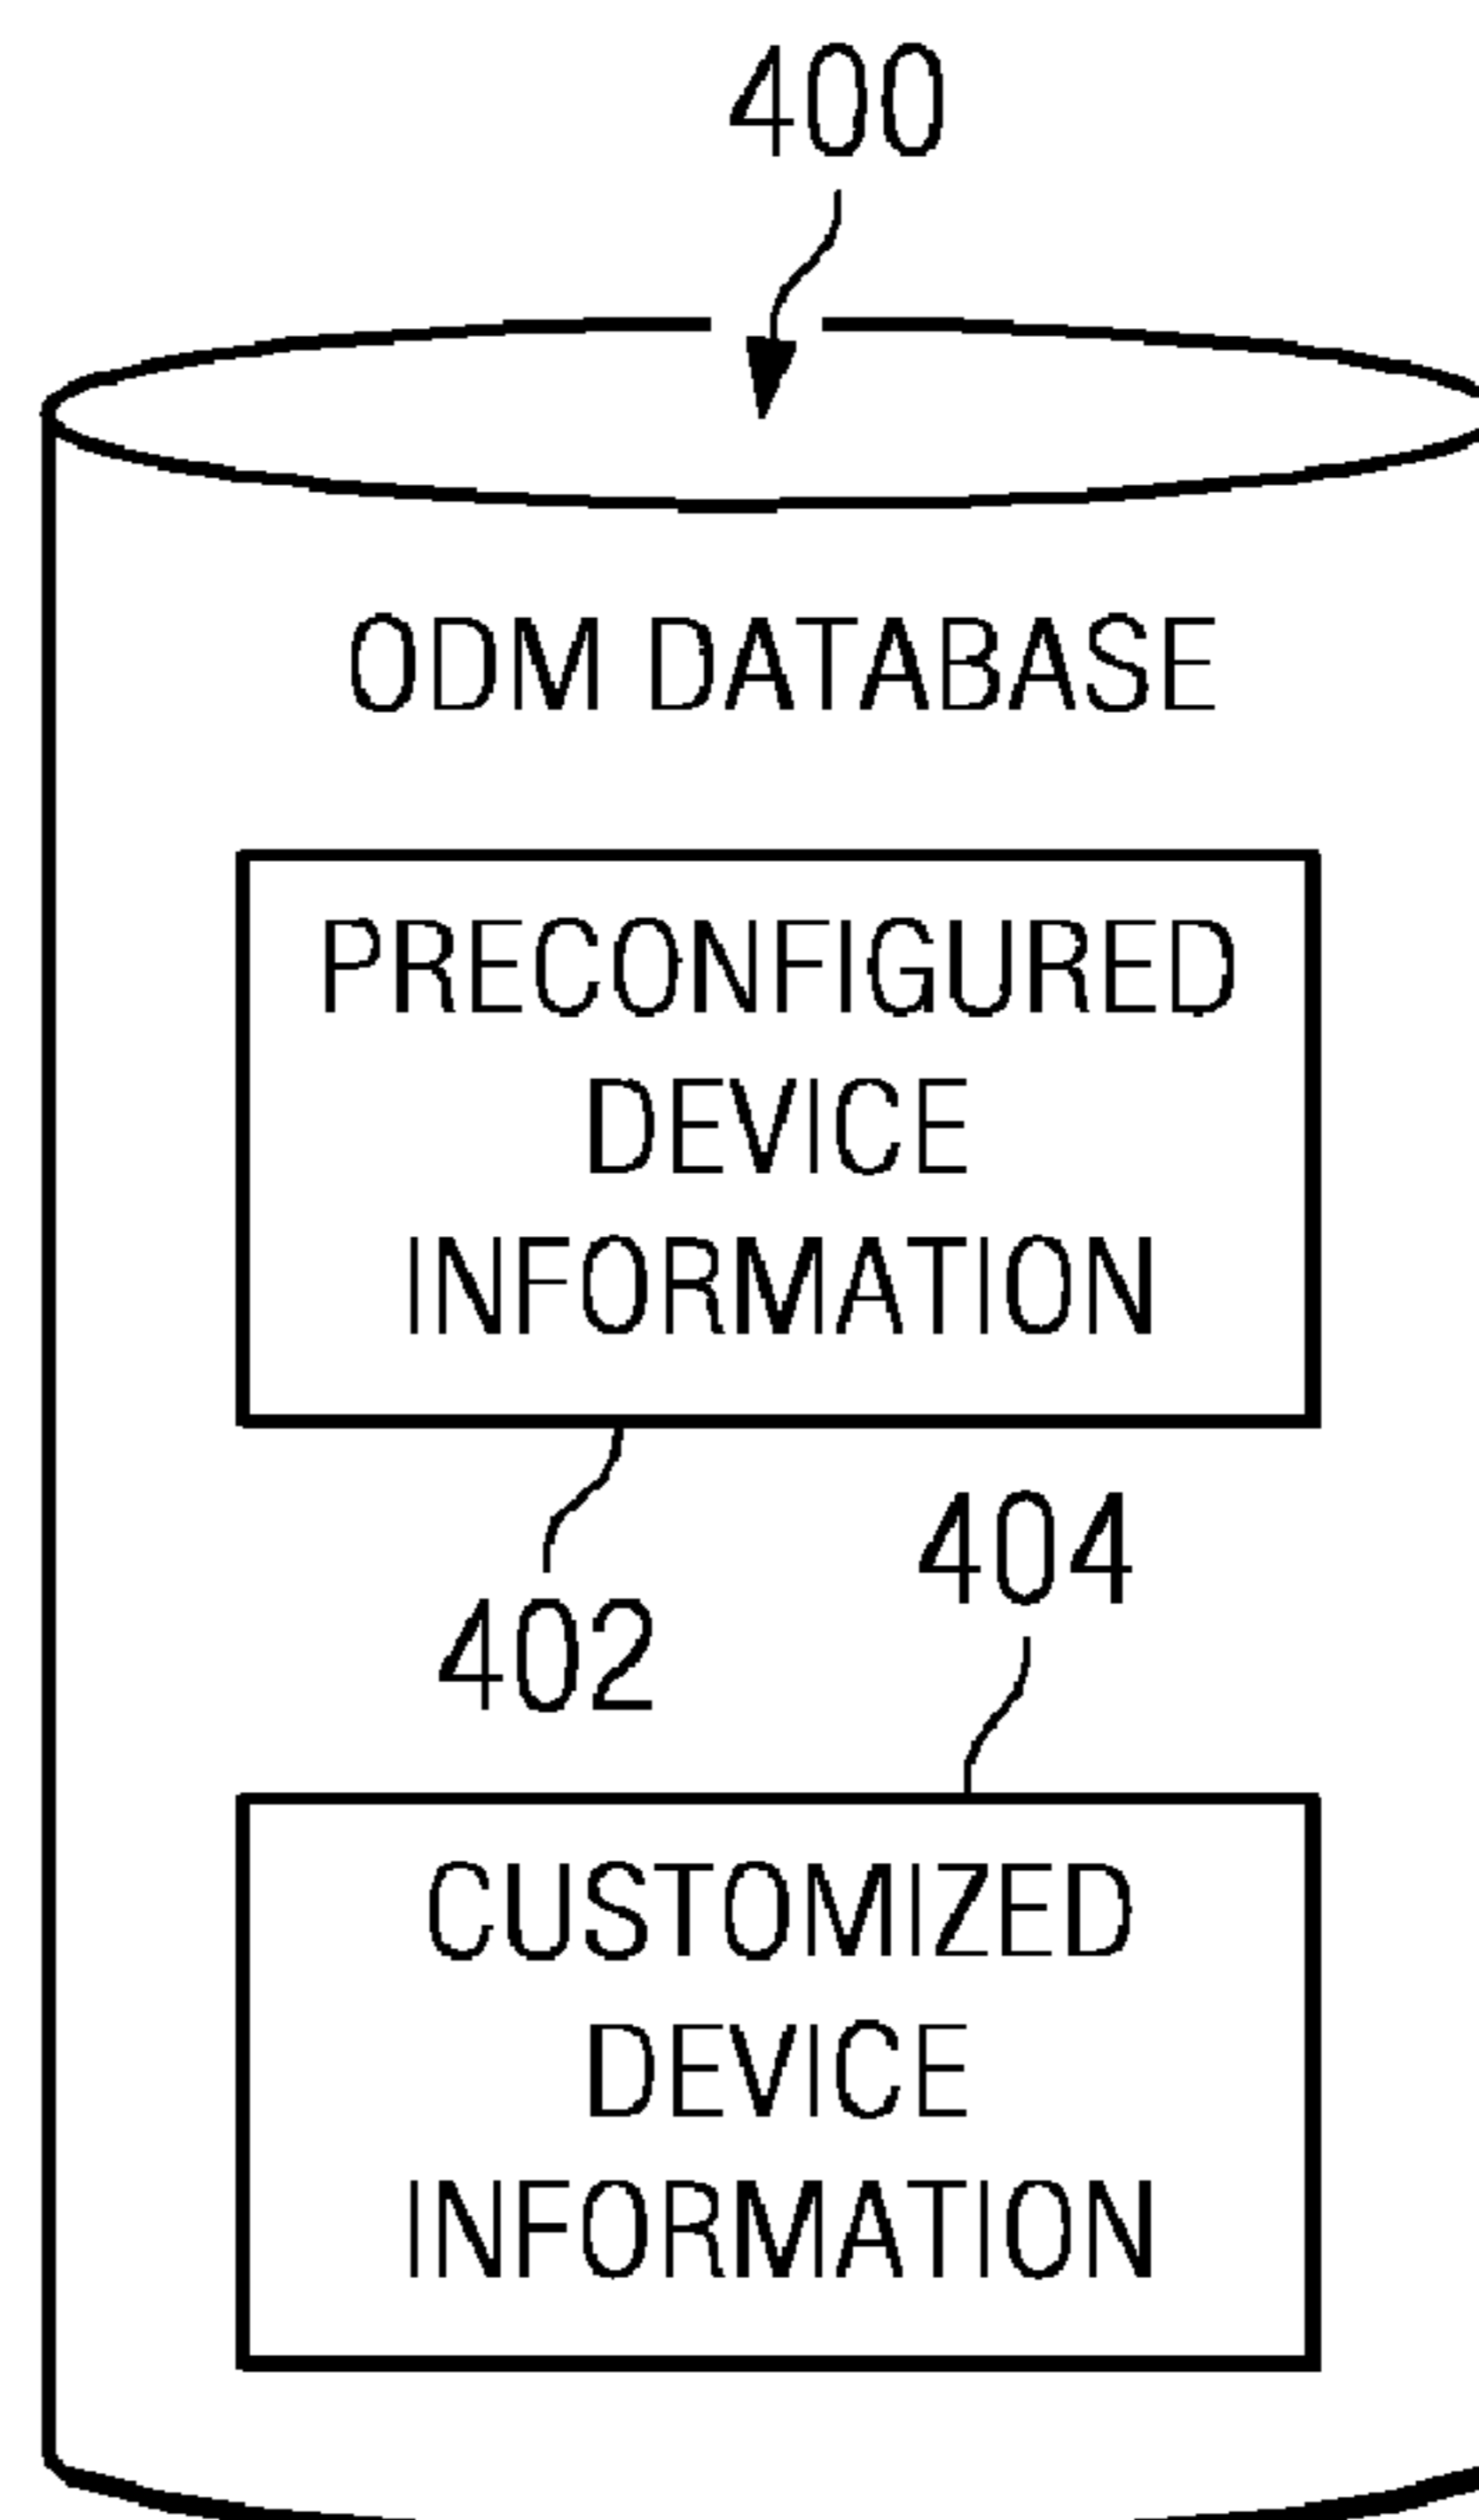 400
ODM DATABASE
PRECONFIGURED
DEVICE
INFORMATION
404
402
CUSTOMIZED
DEVICE
INFORMATION